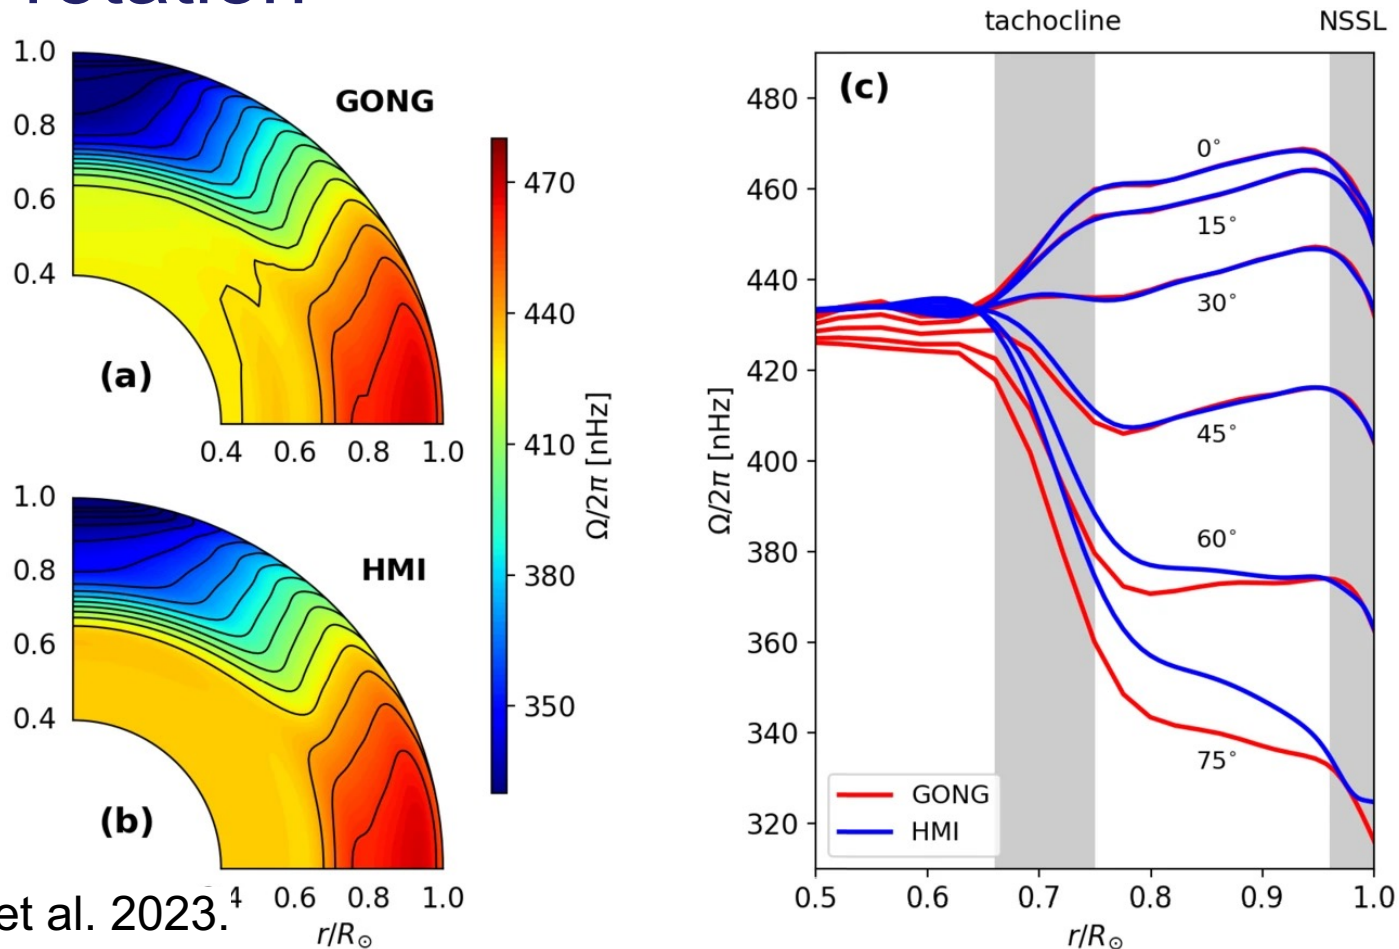 rotation
1.0
0.8
0.6
0.4
GONG
(a)
0.4 0.6 0.8 1.0
470
440
410
380
350
Ω/2π [nHz]
1.0
0.8
0.6
0.4
HMI
(b)
4 0.6 0.8 1.0
r/R☉
et al. 2023.
tachocline NSSL
(c)
480
460
440
420
400
380
360
340
320
Ω/2π [nHz]
0°
15°
30°
45°
60°
75°
GONG
HMI
0.5 0.6 0.7 0.8 0.9 1.0
r/R☉